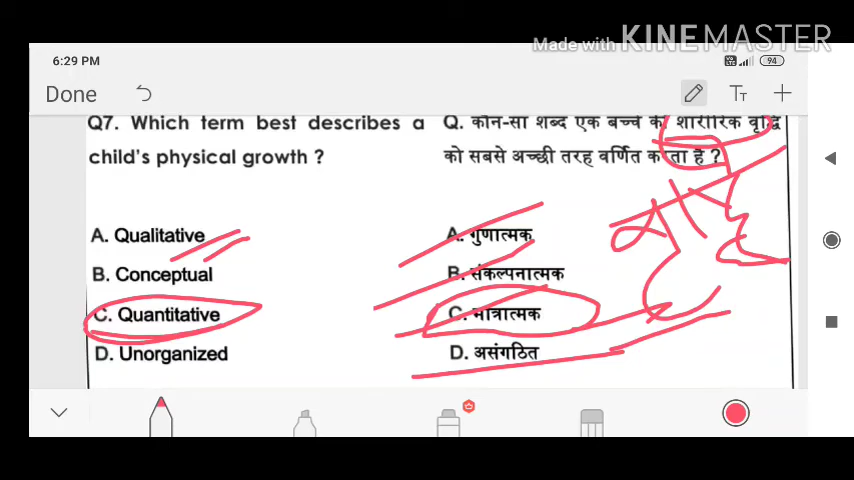 Made with KINEMASTER
6:29 PM
94
Done
Q7. Which term best describes a
child's physical growth ?
A. Qualitative
B. Conceptual
C. Quantitative
D. Unorganized
Q. कौन-सा शब्द एक बच्चे की शारीरिक वृद्धि
को सबसे अच्छी तरह वर्णित करता है ?
A. गुणात्मक
B. संकल्पनात्मक
C. मात्रात्मक
D. असंगठित